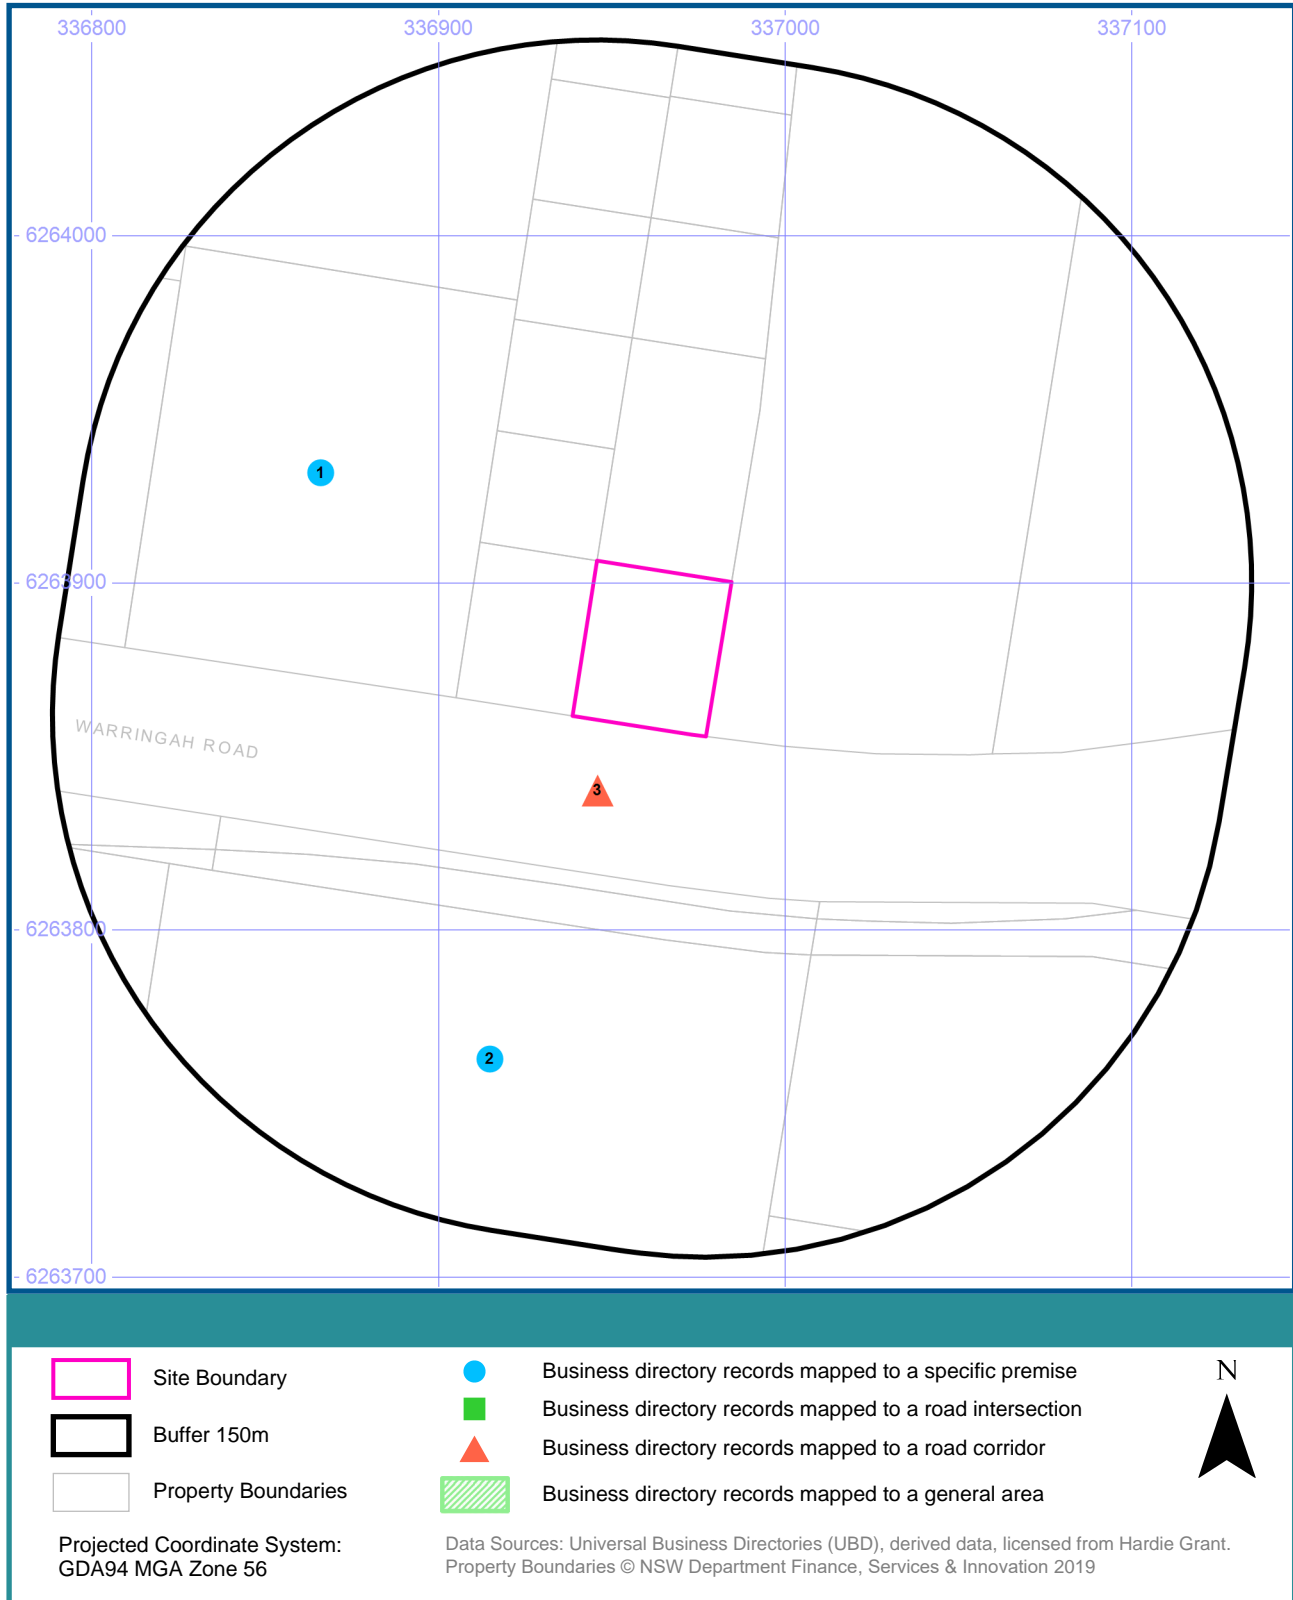 336800 336900 337000 337100
6264000
1
6263900
WARRINGAH ROAD
3
6263800
2
6263700
Site Boundary
Buffer 150m
Property Boundaries
Projected Coordinate System:
GDA94 MGA Zone 56
Business directory records mapped to a specific premise
Business directory records mapped to a road intersection
Business directory records mapped to a road corridor
Business directory records mapped to a general area
Data Sources: Universal Business Directories (UBD), derived data, licensed from Hardie Grant.
Property Boundaries © NSW Department Finance, Services & Innovation 2019
N